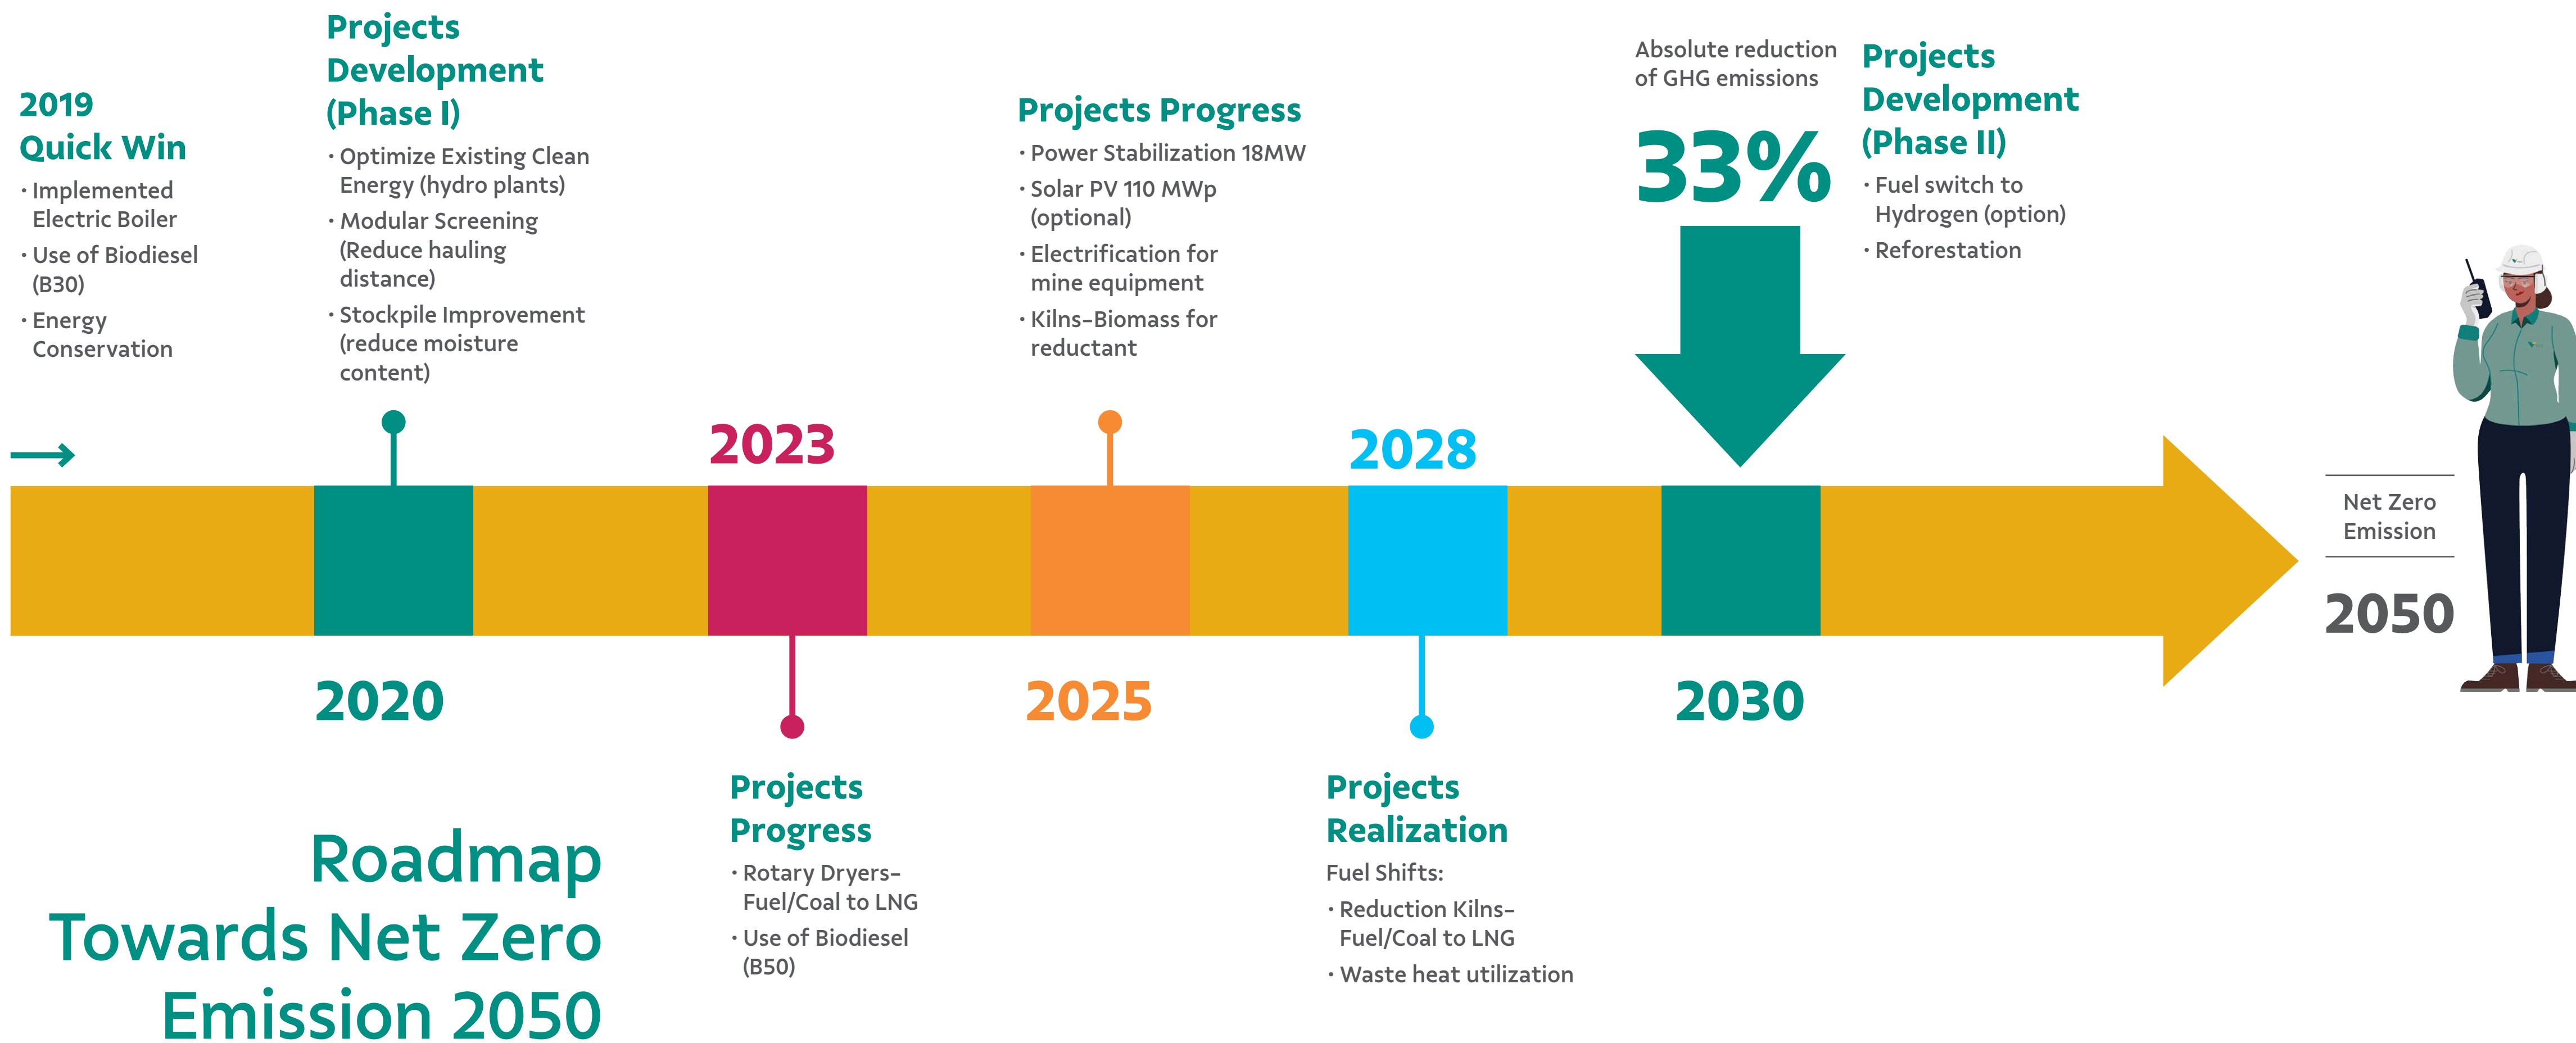 2019
Quick Win
· Implemented
Electric Boiler
· Use of Biodiesel
(B30)
· Energy
Conservation
Projects
Development
(Phase I)
· Optimize Existing Clean
Energy (hydro plants)
· Modular Screening
(Reduce hauling
distance)
· Stockpile Improvement
(reduce moisture
content)
2020
2023
Projects
Progress
· Rotary Dryers–
Fuel/Coal to LNG
· Use of Biodiesel
(B50)
Projects Progress
· Power Stabilization 18MW
· Solar PV 110 MWp
(optional)
· Electrification for
mine equipment
· Kilns–Biomass for
reductant
2025
2028
Projects
Realization
Fuel Shifts:
· Reduction Kilns–
Fuel/Coal to LNG
· Waste heat utilization
Absolute reduction
of GHG emissions
33%
2030
Projects
Development
(Phase II)
· Fuel switch to
Hydrogen (option)
· Reforestation
Net Zero
Emission
2050
Roadmap
Towards Net Zero
Emission 2050